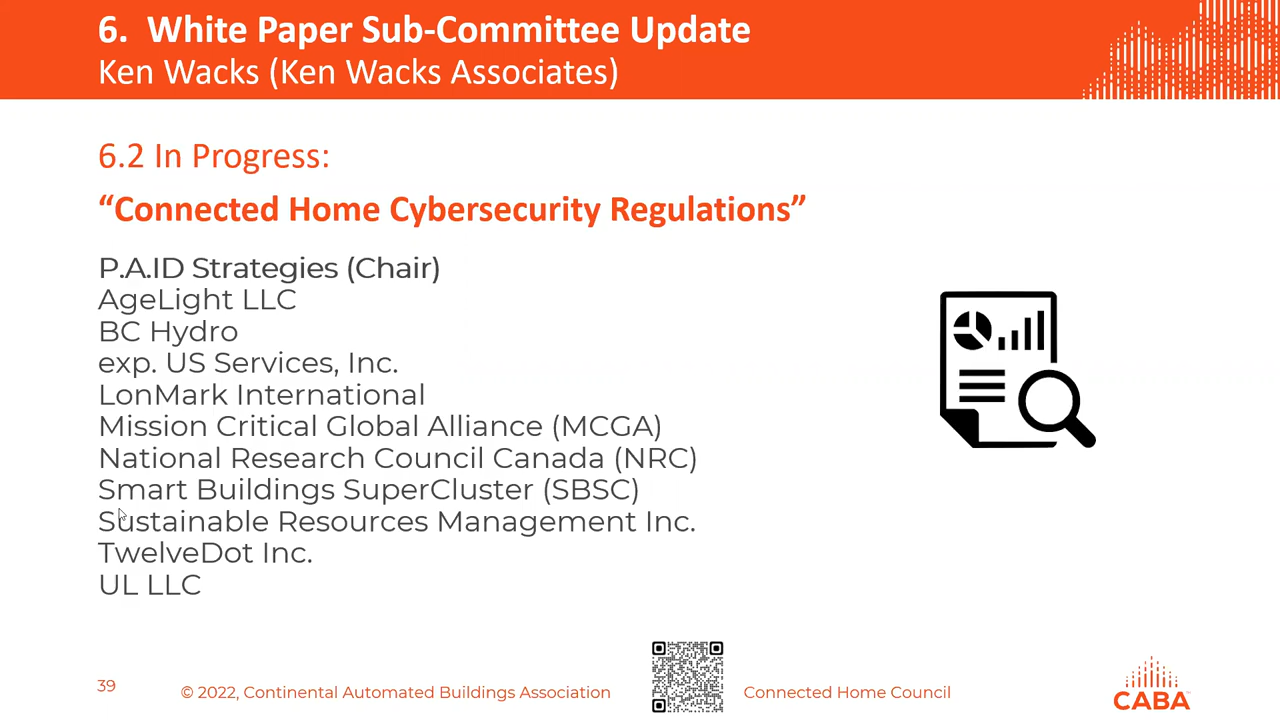 6. White Paper Sub-Committee Update
Ken Wacks (Ken Wacks Associates)
6.2 In Progress:
“Connected Home Cybersecurity Regulations”
P.A.ID Strategies (Chair)
AgeLight LLC
BC Hydro
exp. US Services, Inc.
LonMark International
Mission Critical Global Alliance (MCGA)
National Research Council Canada (NRC)
Smart Buildings SuperCluster (SBSC)
Sustainable Resources Management Inc.
TwelveDot Inc.
UL LLC
39
© 2022, Continental Automated Buildings Association
Connected Home Council
CABA